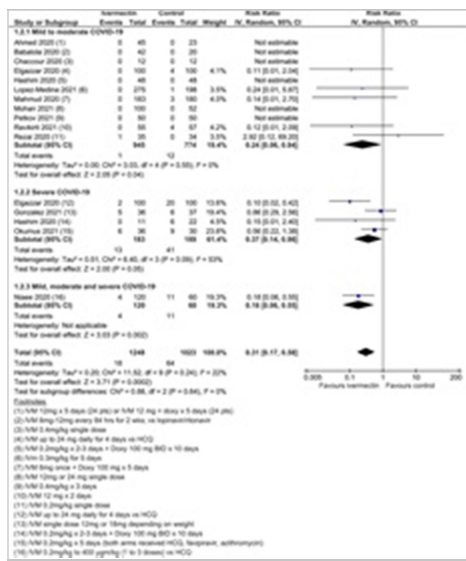 Ivermectin Control Risk Ratio Risk Ratio
Study or Subgroup Events Total Events Total Weight IV, Random, 95% CI IV, Random, 95% CI
1.2.1 Mild to moderate COVID-19
Ahmed 2020 (1) 0 45 0 23 Not estimable
Babalola 2020 (2) 0 42 0 20 Not estimable
Chaccour 2020 (3) 0 12 0 12 Not estimable
Elgazzar 2020 (4) 0 100 4 100 4.1% 0.11 [0.01, 2.04]
Hashim 2020 (5) 0 48 0 48 Not estimable
Lopez-Medina 2021 (6) 0 275 1 198 0.24 [0.01, 5.87]
Mahmud 2020 (7) 0 183 3 180 0.14 [0.01, 2.70]
Mohan 2021 (8) 0 100 0 52 Not estimable
Petkov 2021 (9) 0 50 0 50 Not estimable
Ravikirti 2021 (10) 0 55 4 57 0.12 [0.01, 2.09]
Rezai 2020 (11) 1 35 0 34 2.92 [0.12, 69.20]
Subtotal (95% CI) 945 774 0.24 [0.06, 0.94]
Total events 1 12
Heterogeneity: Tau² = 0.00; Chi² = 3.03, df = 4 (P = 0.55); I² = 0%
Test for overall effect: Z = 2.05 (P = 0.04)
1.2.2 Severe COVID-19
Elgazzar 2020 (12) 2 100 20 100 13.6% 0.10 [0.02, 0.42]
Gonzalez 2021 (13) 5 36 6 37 19.4% 0.86 [0.29, 2.56]
Hashim 2020 (14) 0 11 6 22 4.2% 0.15 [0.01, 2.40]
Okumus 2021 (15) 6 36 9 30 23.8% 0.56 [0.22, 1.38]
Subtotal (95% CI) 183 189 61.4% 0.37 [0.14, 0.98]
Total events 13 41
Heterogeneity: Tau² = 0.51; Chi² = 6.40, df = 3 (P = 0.09); I² = 53%
Test for overall effect: Z = 2.00 (P = 0.05)
1.2.3 Mild, moderate and severe COVID-19
Niaee 2020 (16) 4 120 11 60 19.3% 0.18 [0.06, 0.55]
Subtotal (95% CI) 120 60 19.3% 0.18 [0.06, 0.55]
Total events 4 11
Heterogeneity: Not applicable
Test for overall effect: Z = 3.03 (P = 0.002)
Total (95% CI) 1248 1023 100.0% 0.31 [0.17, 0.58]
Total events 18 64
Heterogeneity: Tau² = 0.20; Chi² = 11.52, df = 9 (P = 0.24); I² = 22%
Test for overall effect: Z = 3.71 (P = 0.0002)
Test for subgroup differences: Chi² = 0.88, df = 2 (P = 0.64), I² = 0%
0.005 0.1 1 10 200
Favours ivermectin Favours control
Footnotes
(1) IVM 12mg x 5 days (24 pts) or IVM 12 mg + doxy x 5 days (24 pts)
(2) IVM 6mg-12mg every 84 hrs for 2 wks, vs lopinavir/ritonavir
(3) IVM 0.4mg/kg single dose
(4) IVM up to 24 mg daily for 4 days vs HCQ
(5) IVM 0.2mg/kg x 2-3 days + Doxy 100 mg BID x 10 days
(6) IVM 0.3mg/kg for 5 days
(7) IVM 6mg once + Doxy 100 mg x 5 days
(8) IVM 12mg or 24 mg single dose
(9) IVM 0.4mg/kg x 3 days
(10) IVM 12 mg x 2 days
(11) IVM 0.2mg/kg single dose
(12) IVM up to 24 mg daily for 4 days vs HCQ
(13) IVM single dose 12mg or 18mg depending on weight
(14) IVM 0.2mg/kg x 2-3 days + Doxy 100 mg BID x 10 days
(15) IVM 0.2mg/kg x 5 days (both arms received HCQ, favipiravir, azithromycin)
(16) IVM 0.2mg/kg to 400 µgm/kg (1 to 3 doses) vs HCQ